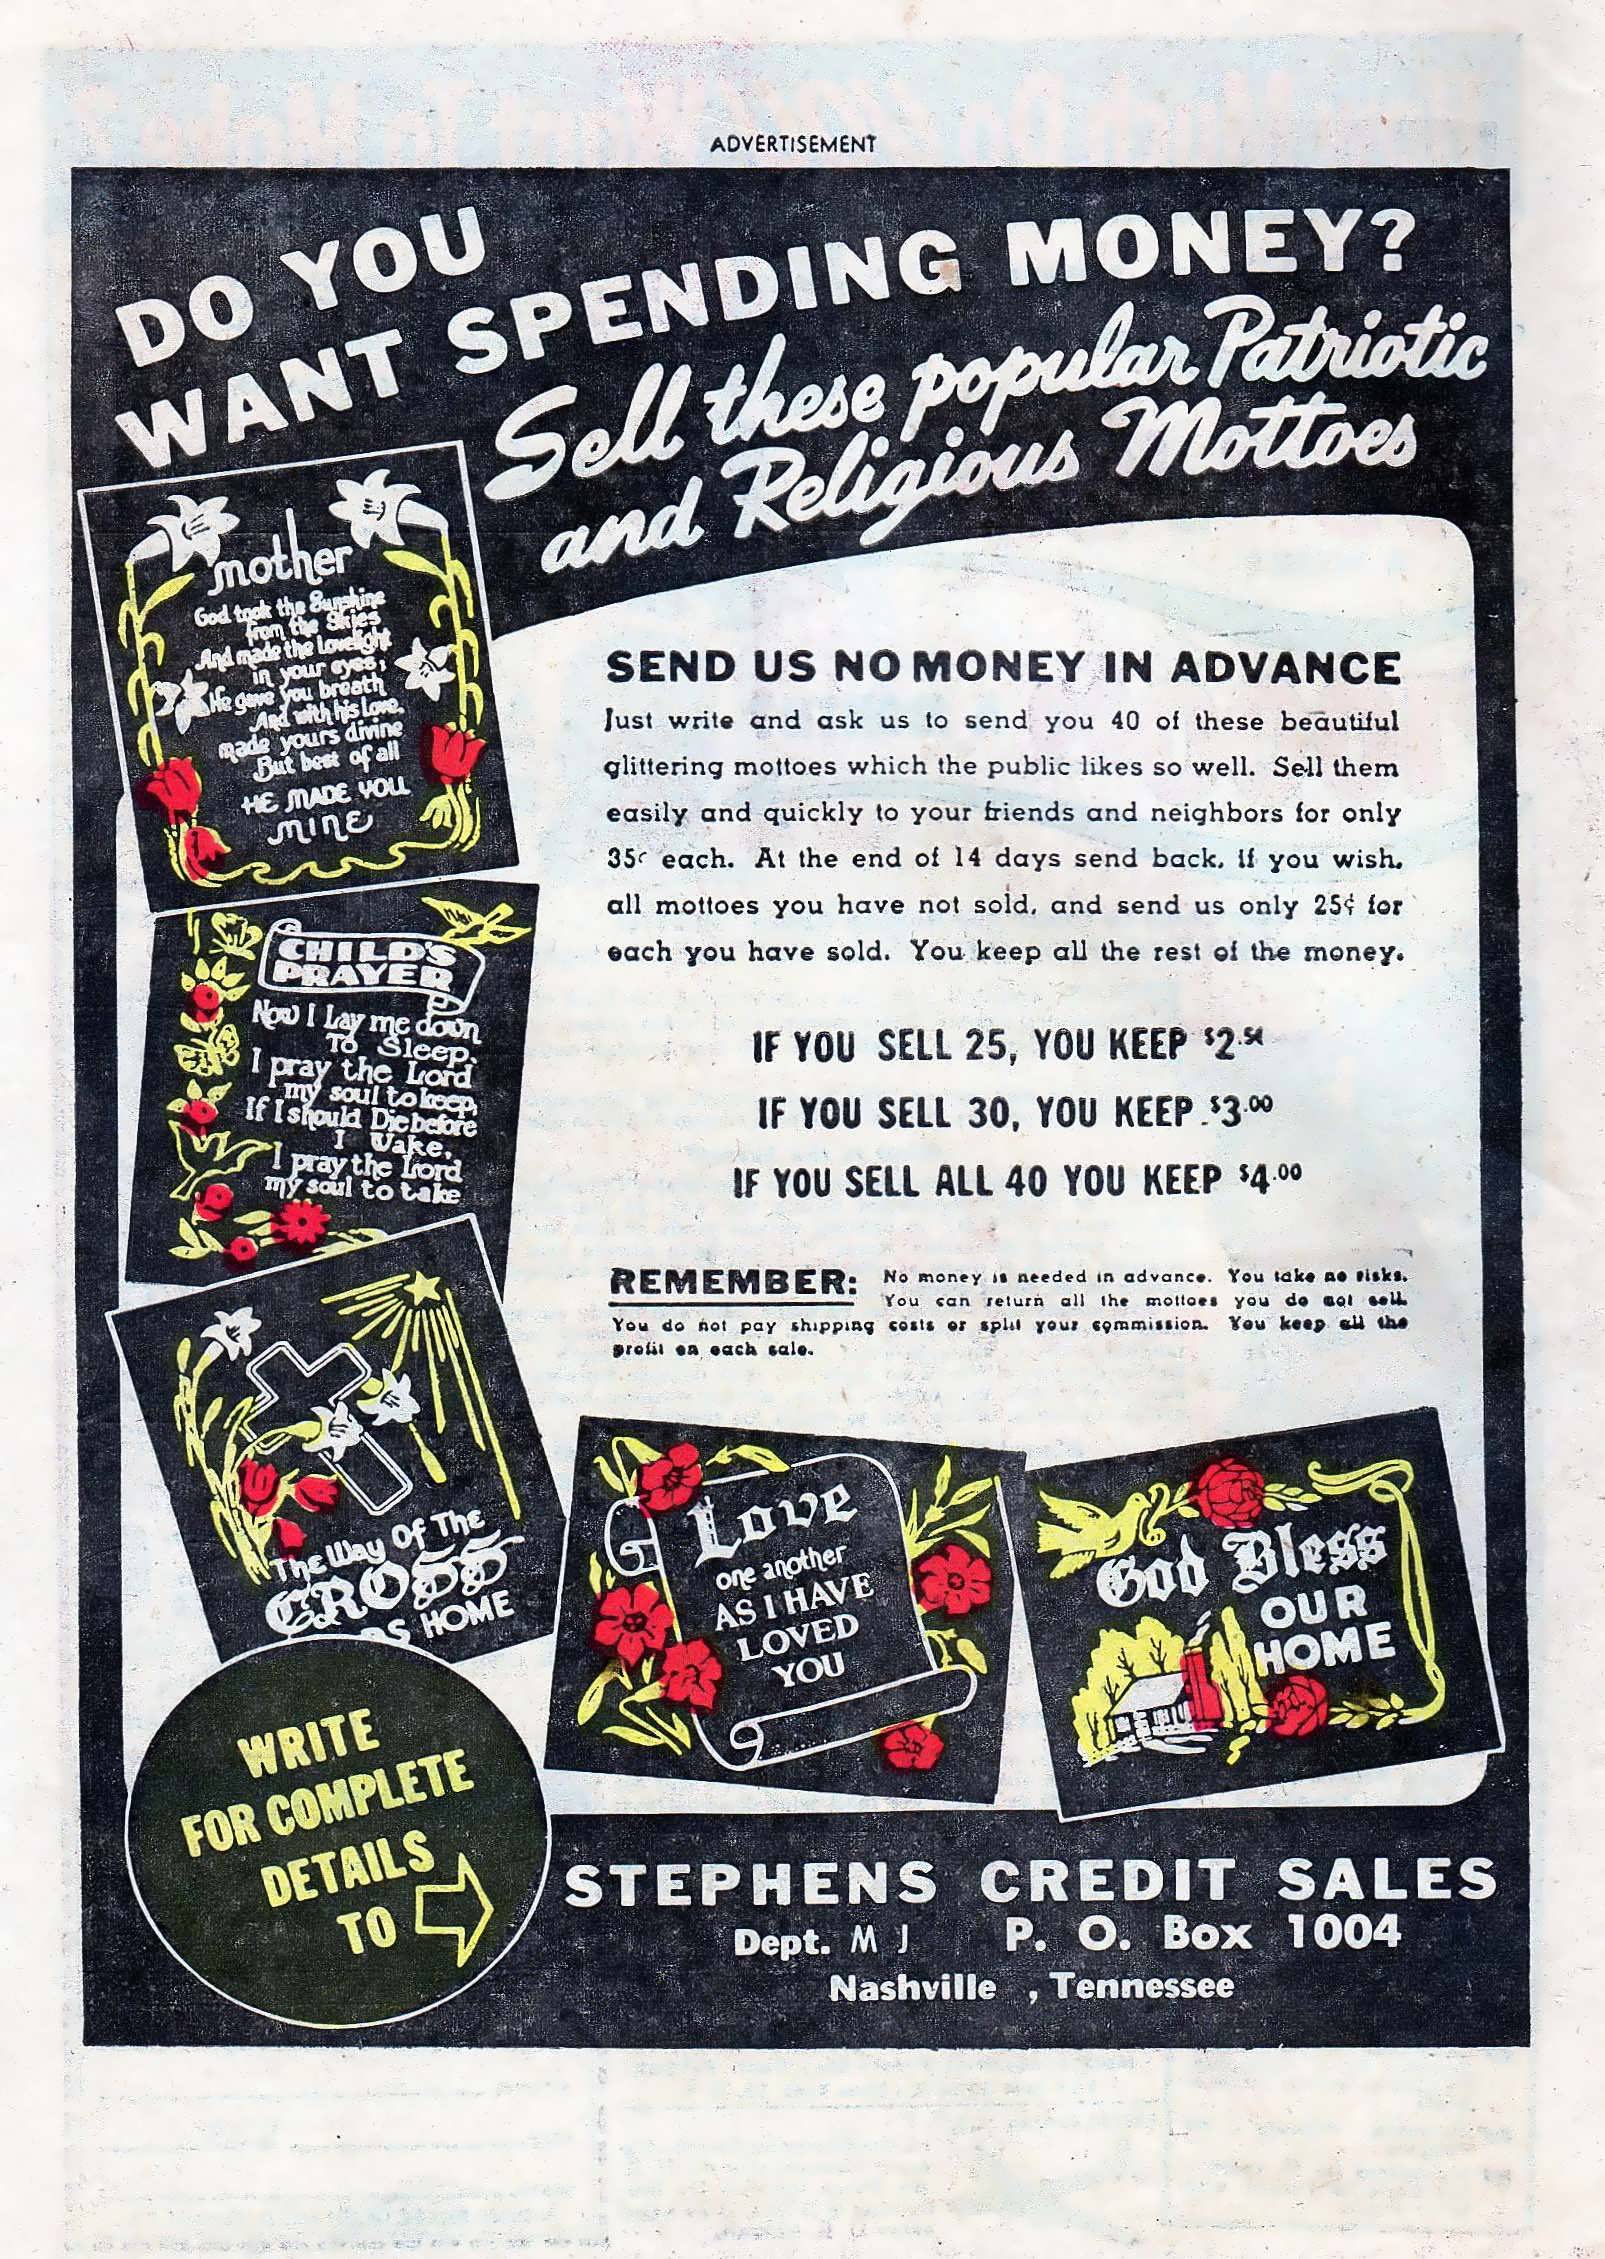 ADVERTISEMENT
DO YOU
WANT SPENDING MONEY?
Sell these popular Patriotic
and Religious Mottoes
mother
God took the Sunshine
from the Skies
And made the Lovelight
in your eyes;
He gave you breath
And with his Love,
made yours divine
But best of all
HE MADE YOU
MINE
CHILD'S
PRAYER
Now I Lay me down
To Sleep,
I pray the Lord
my soul to keep,
If I should Die before
I Wake,
I pray the Lord
my soul to take
The Way Of The
CROSS
HOME
SEND US NO MONEY IN ADVANCE
Just write and ask us to send you 40 of these beautiful
glittering mottoes which the public likes so well. Sell them
easily and quickly to your friends and neighbors for only
35¢ each. At the end of 14 days send back, if you wish,
all mottoes you have not sold, and send us only 25¢ for
each you have sold. You keep all the rest of the money.
IF YOU SELL 25, YOU KEEP $2.50
IF YOU SELL 30, YOU KEEP $3.00
IF YOU SELL ALL 40 YOU KEEP $4.00
REMEMBER: No money is needed in advance. You take no risks.
You can return all the mottoes you do not sell.
You do not pay shipping costs or split your commission. You keep all the
profit on each sale.
Love
one another
AS I HAVE
LOVED
YOU
God Bless
OUR
HOME
WRITE
FOR COMPLETE
DETAILS
TO
STEPHENS CREDIT SALES
Dept. M J P. O. Box 1004
Nashville , Tennessee